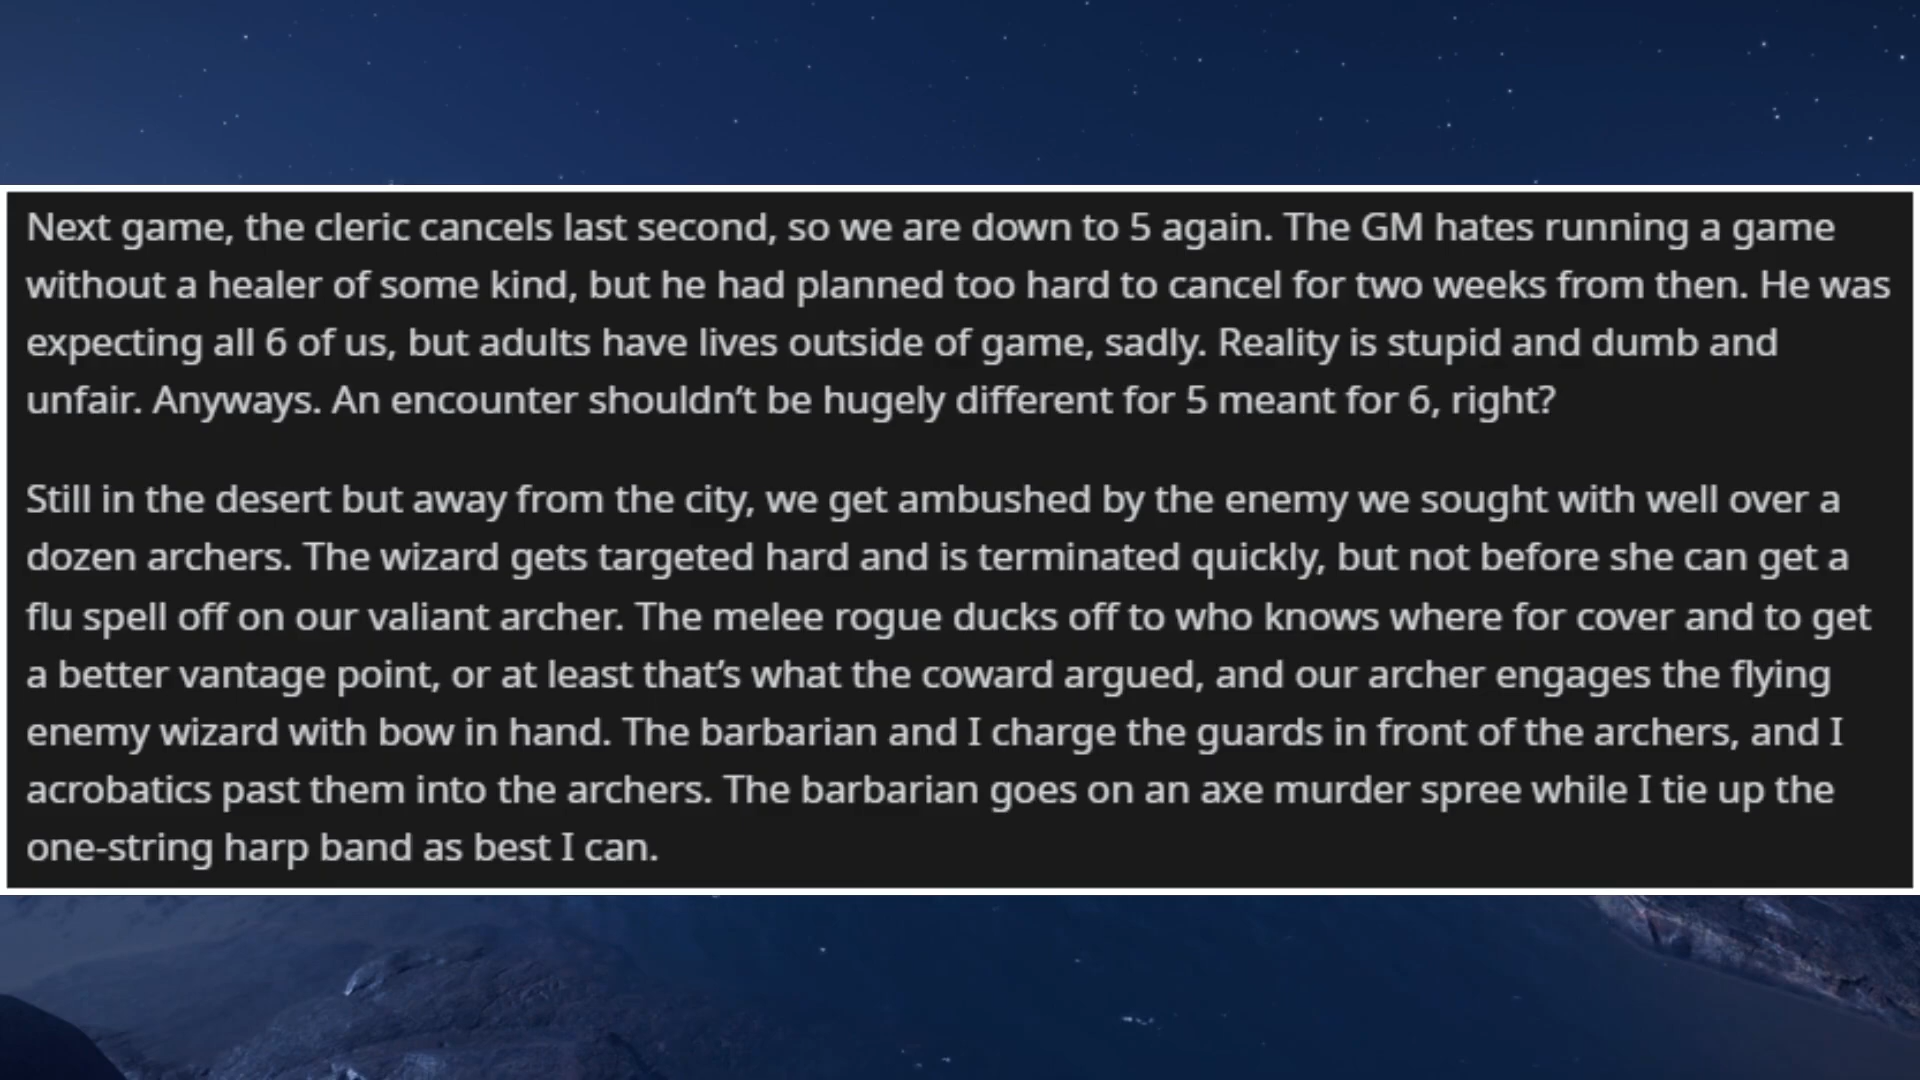 Next game, the cleric cancels last second, so we are down to 5 again. The GM hates running a game
without a healer of some kind, but he had planned too hard to cancel for two weeks from then. He was
expecting all 6 of us, but adults have lives outside of game, sadly. Reality is stupid and dumb and
unfair. Anyways. An encounter shouldn’t be hugely different for 5 meant for 6, right?
Still in the desert but away from the city, we get ambushed by the enemy we sought with well over a
dozen archers. The wizard gets targeted hard and is terminated quickly, but not before she can get a
flu spell off on our valiant archer. The melee rogue ducks off to who knows where for cover and to get
a better vantage point, or at least that’s what the coward argued, and our archer engages the flying
enemy wizard with bow in hand. The barbarian and I charge the guards in front of the archers, and I
acrobatics past them into the archers. The barbarian goes on an axe murder spree while I tie up the
one-string harp band as best I can.